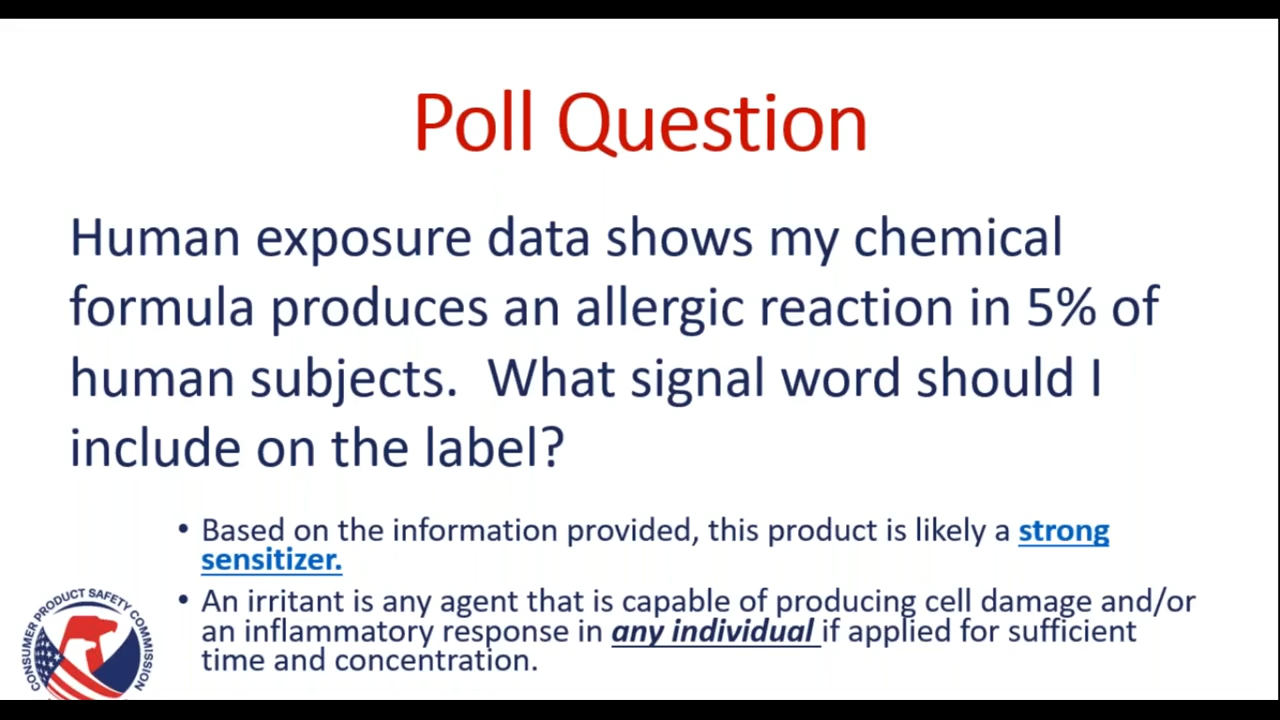 Poll Question
Human exposure data shows my chemical
formula produces an allergic reaction in 5% of
human subjects.  What signal word should I
include on the label?
• Based on the information provided, this product is likely a strong
sensitizer.
• An irritant is any agent that is capable of producing cell damage and/or
an inflammatory response in any individual if applied for sufficient
time and concentration.
CONSUMER PRODUCT SAFETY COMMISSION